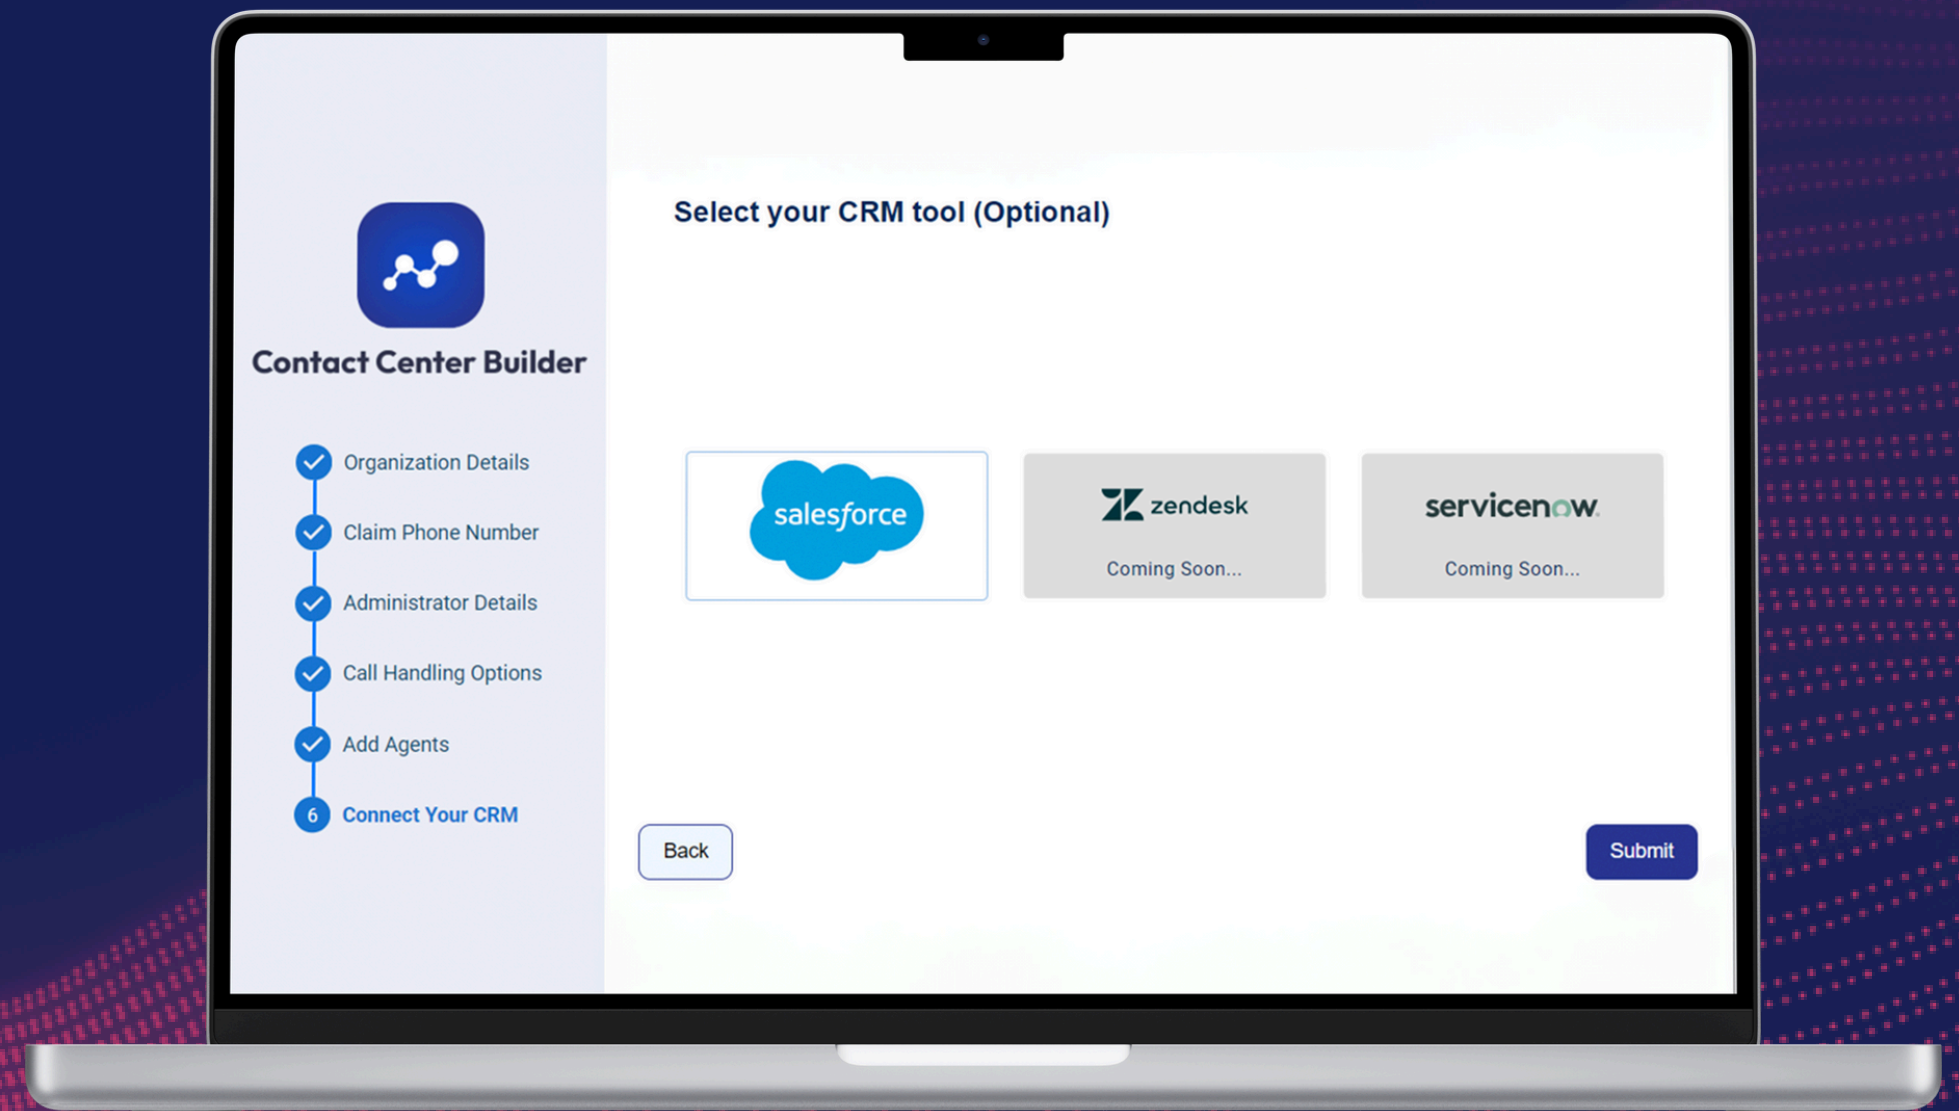 Contact Center Builder
Organization Details
Claim Phone Number
Administrator Details
Call Handling Options
Add Agents
6 Connect Your CRM
Select your CRM tool (Optional)
salesforce
zendesk
Coming Soon...
servicenow.
Coming Soon...
Back
Submit